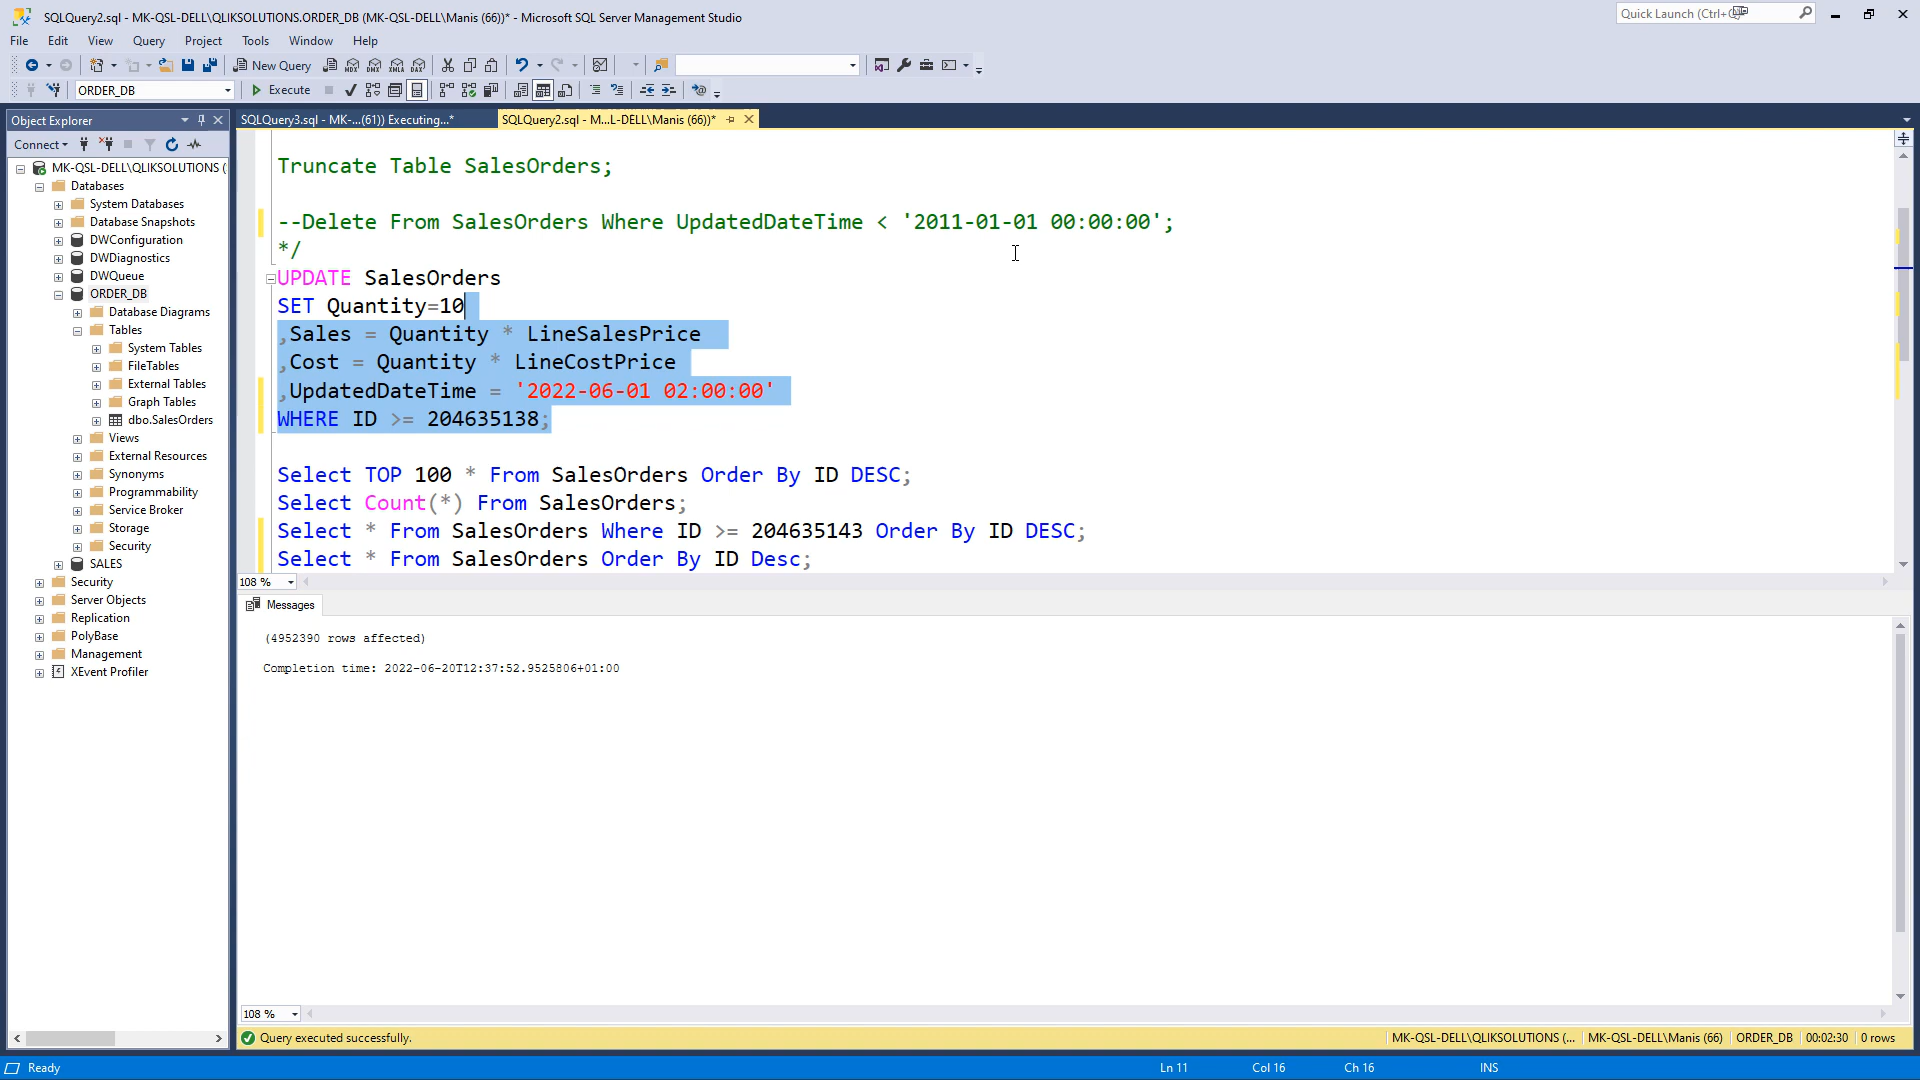 SQLQuery2.sql - MK-QSL-DELL\QLIKSOLUTIONS.ORDER_DB (MK-QSL-DELL\Manis (66))* - Microsoft SQL Server Management Studio
Quick Launch (Ctrl+Q)
File Edit View Query Project Tools Window Help
New Query
ORDER_DB
Execute
Object Explorer
SQLQuery3.sql - MK-...(61)) Executing...*
SQLQuery2.sql - M...L-DELL\Manis (66))*
Connect
MK-QSL-DELL\QLIKSOLUTIONS (
Databases
System Databases
Database Snapshots
DWConfiguration
DWDiagnostics
DWQueue
ORDER_DB
Database Diagrams
Tables
System Tables
FileTables
External Tables
Graph Tables
dbo.SalesOrders
Views
External Resources
Synonyms
Programmability
Service Broker
Storage
Security
SALES
Security
Server Objects
Replication
PolyBase
Management
XEvent Profiler
Truncate Table SalesOrders;
--Delete From SalesOrders Where UpdatedDateTime < '2011-01-01 00:00:00';
*/
UPDATE SalesOrders
SET Quantity=10
,Sales = Quantity * LineSalesPrice
,Cost = Quantity * LineCostPrice
,UpdatedDateTime = '2022-06-01 02:00:00'
WHERE ID >= 204635138;
Select TOP 100 * From SalesOrders Order By ID DESC;
Select Count(*) From SalesOrders;
Select * From SalesOrders Where ID >= 204635143 Order By ID DESC;
Select * From SalesOrders Order By ID Desc;
108 %
Messages
(4952390 rows affected)
Completion time: 2022-06-20T12:37:52.9525806+01:00
108 %
Query executed successfully.
MK-QSL-DELL\QLIKSOLUTIONS (... MK-QSL-DELL\Manis (66) ORDER_DB 00:02:30 0 rows
Ready
Ln 11 Col 16 Ch 16 INS